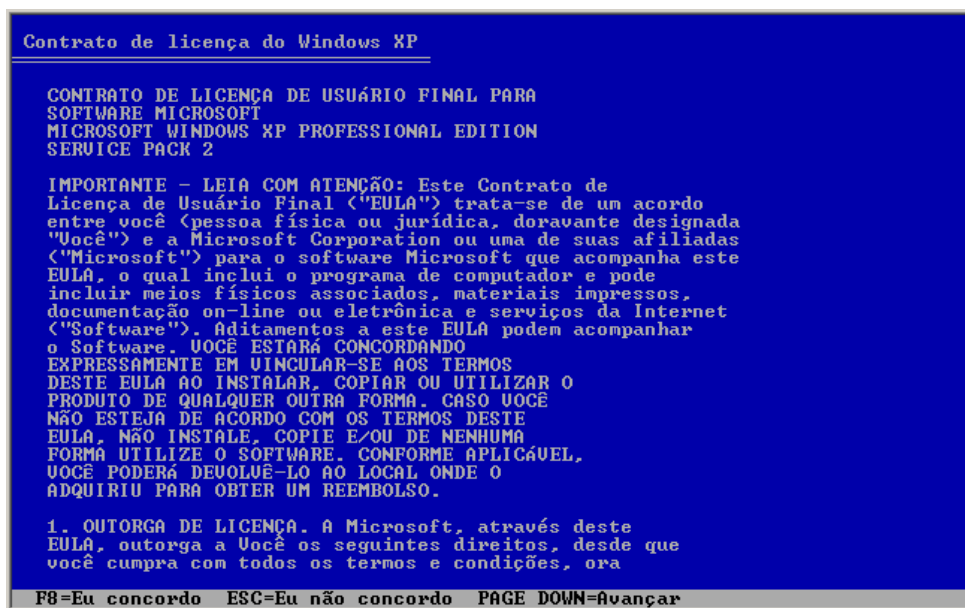 Contrato de licença do Windows XP
CONTRATO DE LICENÇA DE USUáRIO FINAL PARA
SOFTWARE MICROSOFT
MICROSOFT WINDOWS XP PROFESSIONAL EDITION
SERVICE PACK 2
IMPORTANTE - LEIA COM ATENÇÃO: Este Contrato de
Licença de Usuário Final ("EULA") trata-se de um acordo
entre você (pessoa física ou jurídica, doravante designada
"Você") e a Microsoft Corporation ou uma de suas afiliadas
("Microsoft") para o software Microsoft que acompanha este
EULA, o qual inclui o programa de computador e pode
incluir meios físicos associados, materiais impressos,
documentação on-line ou eletrônica e serviços da Internet
("Software"). Aditamentos a este EULA podem acompanhar
o Software. VOCÊ ESTARá CONCORDANDO
EXPRESSAMENTE EM VINCULAR-SE AOS TERMOS
DESTE EULA AO INSTALAR, COPIAR OU UTILIZAR O
PRODUTO DE QUALQUER OUTRA FORMA. CASO VOCÊ
NÃO ESTEJA DE ACORDO COM OS TERMOS DESTE
EULA, NÃO INSTALE, COPIE E/OU DE NENHUMA
FORMA UTILIZE O SOFTWARE. CONFORME APLICáVEL,
VOCÊ PODERá DEVOLVÊ-LO AO LOCAL ONDE O
ADQUIRIU PARA OBTER UM REEMBOLSO.
1. OUTORGA DE LICENÇA. A Microsoft, através deste
EULA, outorga a Você os seguintes direitos, desde que
você cumpra com todos os termos e condições, ora
F8=Eu concordo ESC=Eu não concordo PAGE DOWN=Avançar